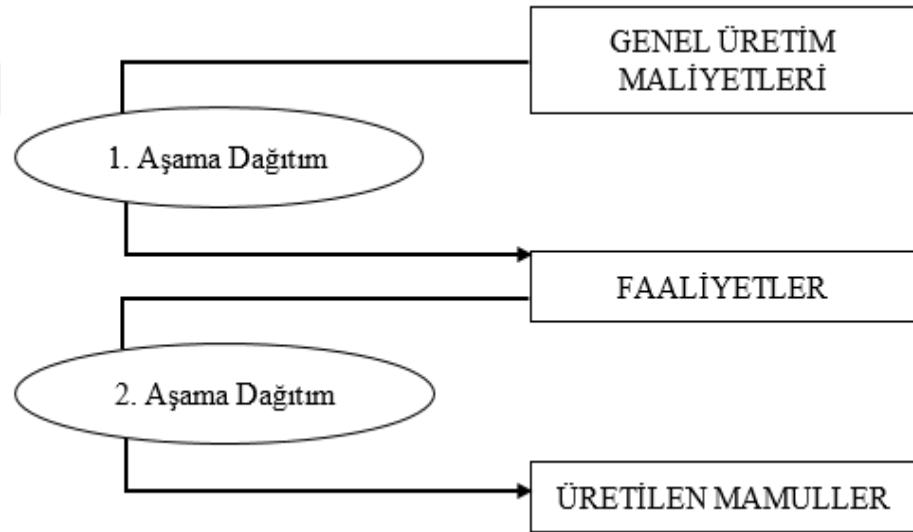 GENEL ÜRETİM
MALİYETLERİ
1. Aşama Dağıtım
FAALİYETLER
2. Aşama Dağıtım
ÜRETİLEN MAMULLER